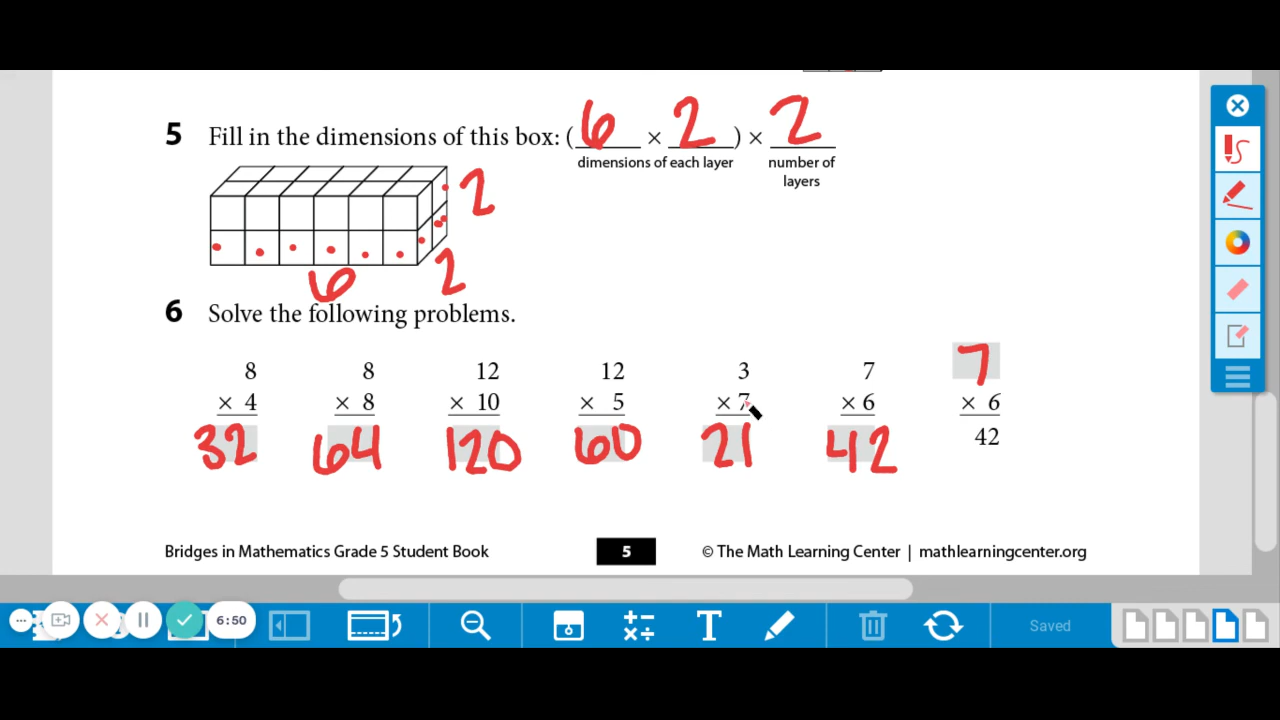 5 Fill in the dimensions of this box: ( 6 × 2 ) × 2
dimensions of each layer number of
layers
2
2
6
6 Solve the following problems.
7
8 8 12 12 3 7
× 4 × 8 × 10 × 5 × 7 × 6 × 6
32 64 120 60 21 42 42
Bridges in Mathematics Grade 5 Student Book 5 © The Math Learning Center | mathlearningcenter.org
6:50 T Saved